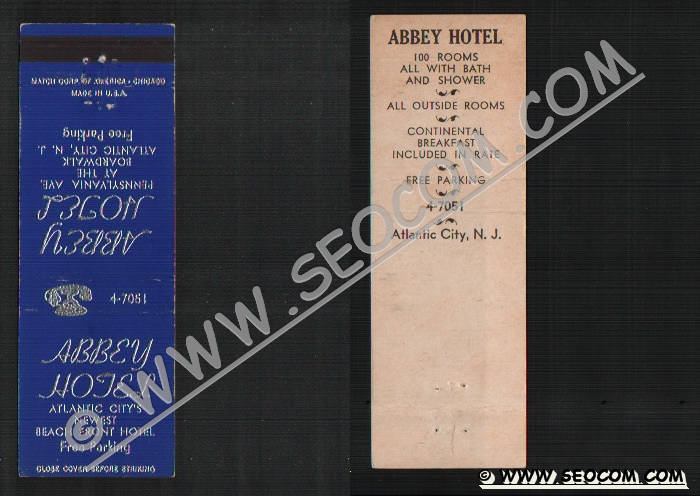 MATCH CORP. OF AMERICA - CHICAGO
MADE IN U.S.A.
ABBEY
HOTEL
PENNSYLVANIA AVE.
AT THE
BOARDWALK
ATLANTIC CITY, N. J.
Free Parking
4-7051
ABBEY
HOTEL
ATLANTIC CITY'S
NEWEST
BEACH FRONT HOTEL
Free Parking
CLOSE COVER BEFORE STRIKING
ABBEY HOTEL
100 ROOMS
ALL WITH BATH
AND SHOWER
ALL OUTSIDE ROOMS
CONTINENTAL
BREAKFAST
INCLUDED IN RATE
FREE PARKING
4-7051
Atlantic City, N. J.
© WWW.SEOCOM.COM
© WWW.SEOCOM.COM